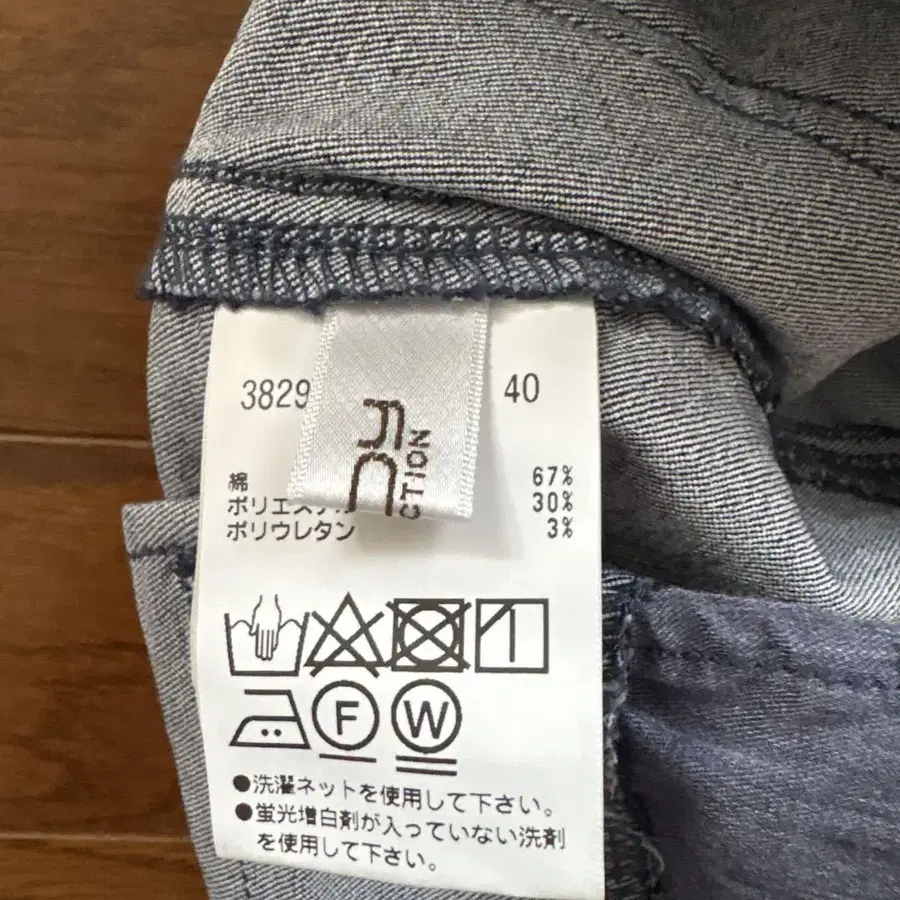 3829
40
CTION
綿 67%
ポリエステル 30%
ポリウレタン 3%
F
W
●洗濯ネットを使用して下さい。
●蛍光増白剤が入っていない洗剤
を使用して下さい。